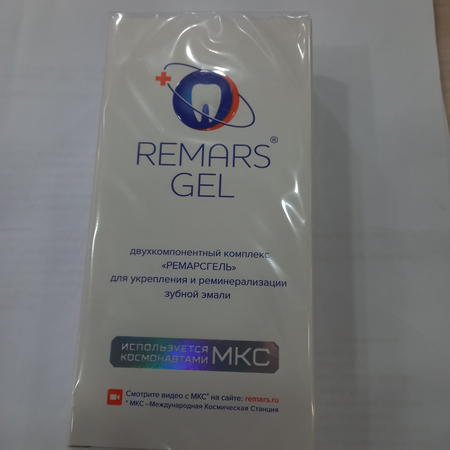 REMARS®
GEL
двухкомпонентный комплекс
«РЕМАРСГЕЛЬ»
для укрепления и реминерализации
зубной эмали
ИСПОЛЬЗУЕТСЯ
КОСМОНАВТАМИ МКС
Смотрите видео с МКС* на сайте: remars.ru
* МКС –Международная Космическая Станция